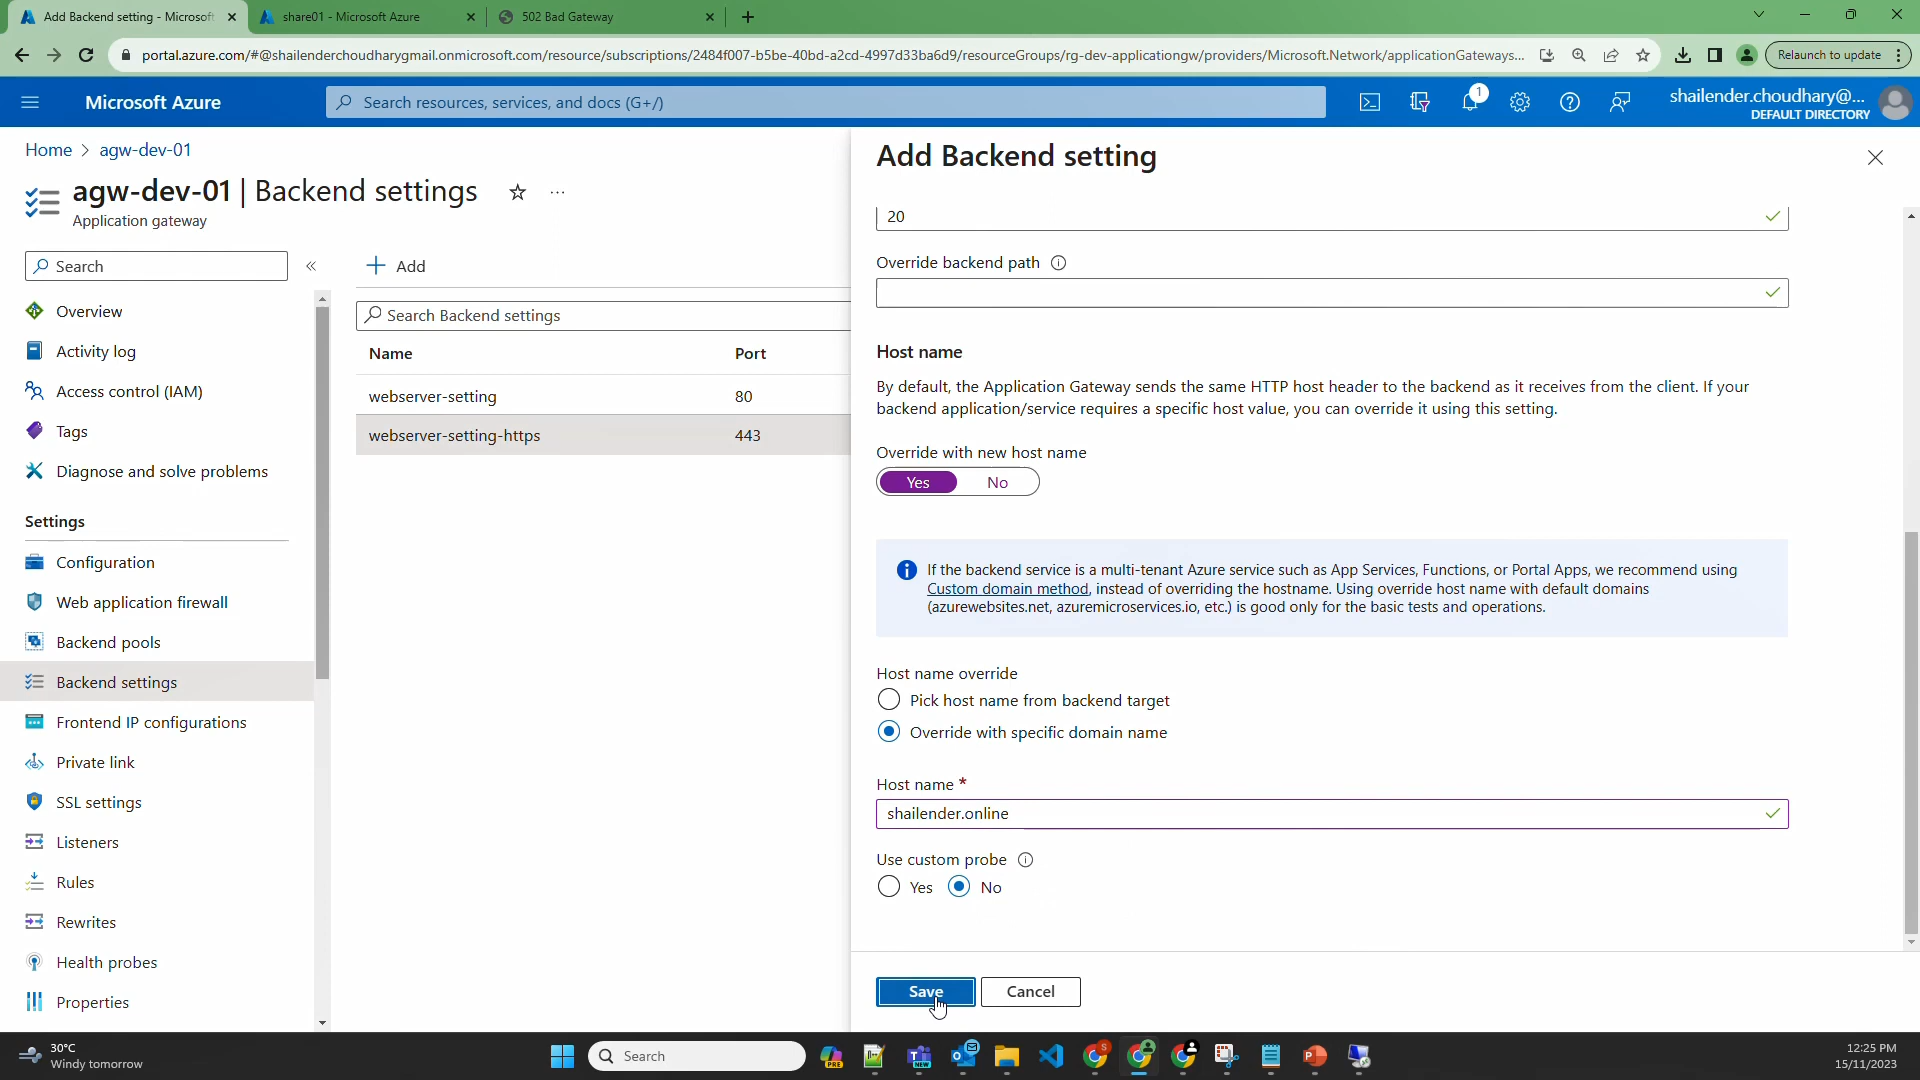 Add Backend setting - Microsoft
share01 - Microsoft Azure
502 Bad Gateway
portal.azure.com/#@shailenderchoudharygmail.onmicrosoft.com/resource/subscriptions/2484f007-b5be-40bd-a2cd-4997d33ba6d9/resourceGroups/rg-dev-applicationgw/providers/Microsoft.Network/applicationGateways...
Relaunch to update
Microsoft Azure
Search resources, services, and docs (G+/)
1
shailender.choudhary@...
DEFAULT DIRECTORY
Home > agw-dev-01
agw-dev-01 | Backend settings
Application gateway
Search
Overview
Activity log
Access control (IAM)
Tags
Diagnose and solve problems
Settings
Configuration
Web application firewall
Backend pools
Backend settings
Frontend IP configurations
Private link
SSL settings
Listeners
Rules
Rewrites
Health probes
Properties
Add
Search Backend settings
Name Port
webserver-setting 80
webserver-setting-https 443
Add Backend setting
20
Override backend path
Host name
By default, the Application Gateway sends the same HTTP host header to the backend as it receives from the client. If your
backend application/service requires a specific host value, you can override it using this setting.
Override with new host name
Yes No
If the backend service is a multi-tenant Azure service such as App Services, Functions, or Portal Apps, we recommend using
Custom domain method, instead of overriding the hostname. Using override host name with default domains
(azurewebsites.net, azuremicroservices.io, etc.) is good only for the basic tests and operations.
Host name override
Pick host name from backend target
Override with specific domain name
Host name *
shailender.online
Use custom probe
Yes No
Save Cancel
30°C
Windy tomorrow
Search
PRE
NEW
S
12:25 PM
15/11/2023